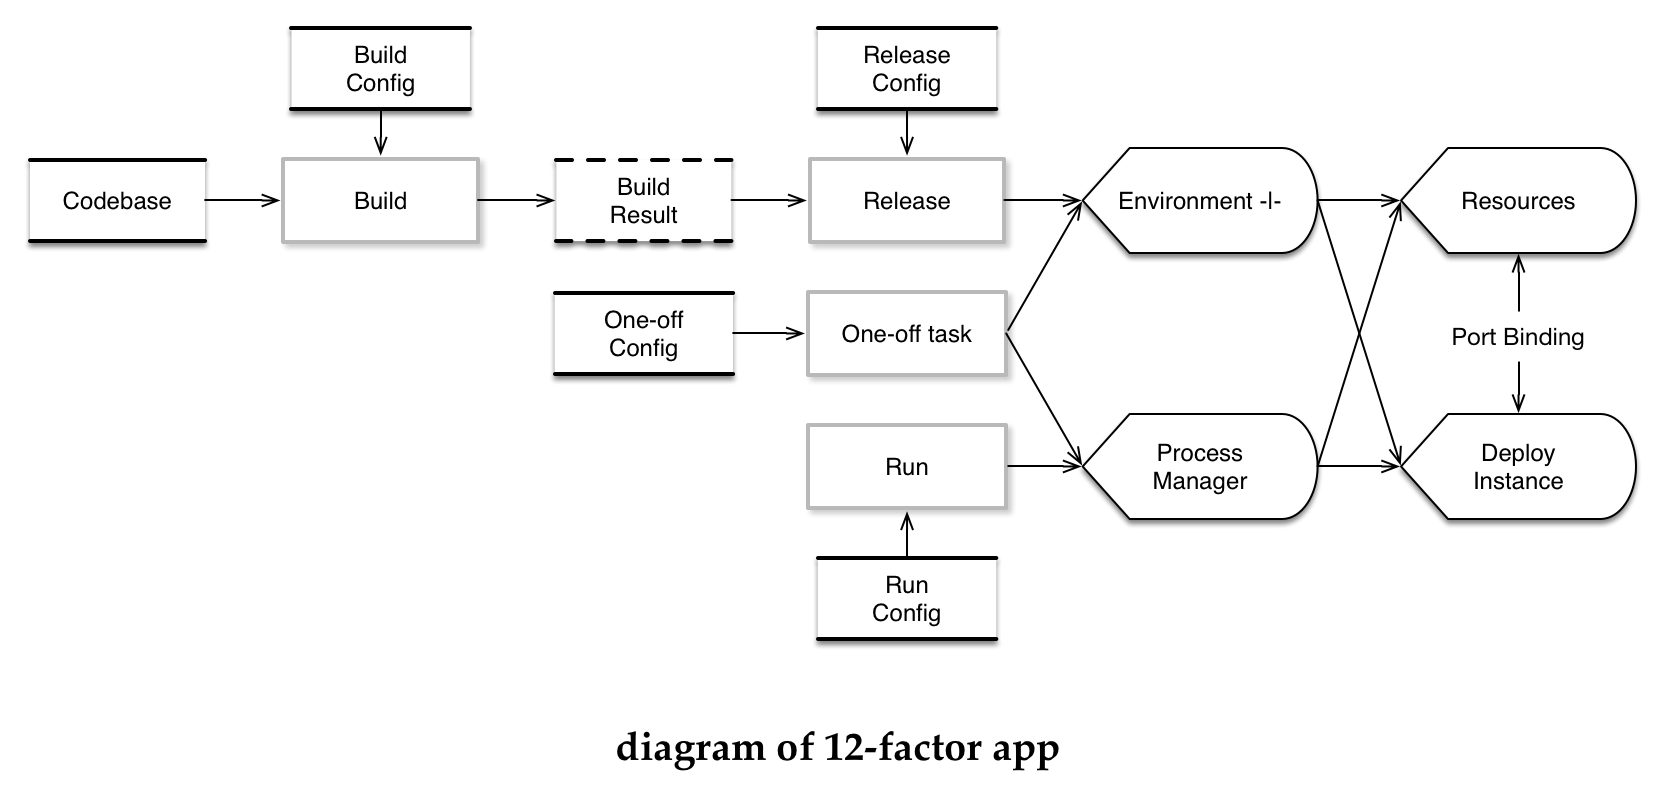 Build
Config
Release
Config
Codebase
Build
Build
Result
Release
Environment -I-
Resources
One-off
Config
One-off task
Port Binding
Run
Process
Manager
Deploy
Instance
Run
Config
diagram of 12-factor app